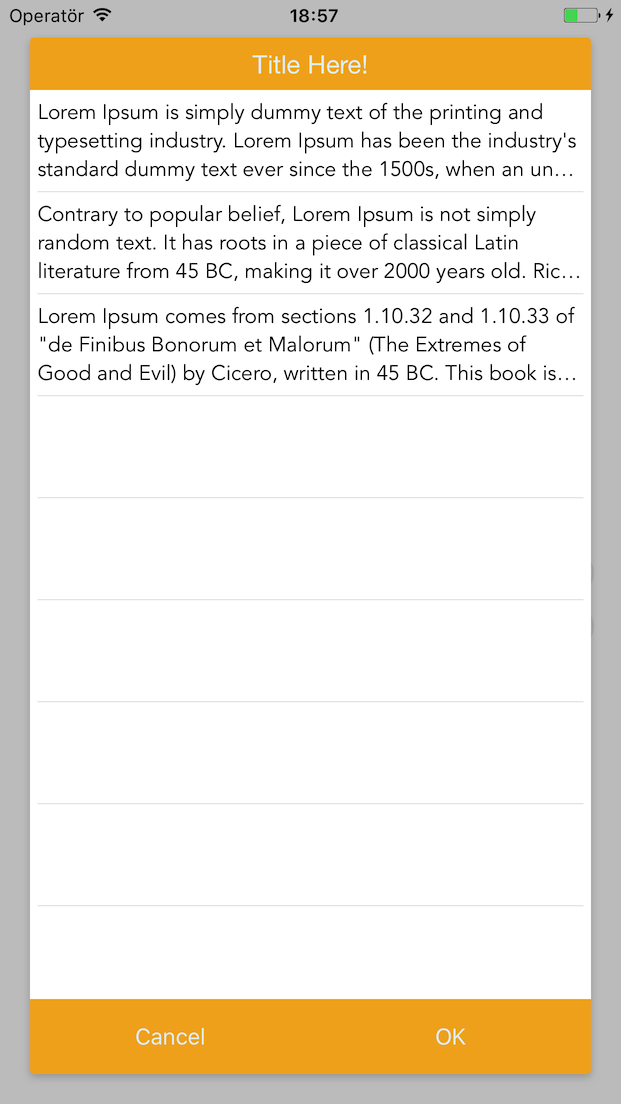 Operatör 18:57
Title Here!
Lorem Ipsum is simply dummy text of the printing and
typesetting industry. Lorem Ipsum has been the industry's
standard dummy text ever since the 1500s, when an un…
Contrary to popular belief, Lorem Ipsum is not simply
random text. It has roots in a piece of classical Latin
literature from 45 BC, making it over 2000 years old. Ric…
Lorem Ipsum comes from sections 1.10.32 and 1.10.33 of
"de Finibus Bonorum et Malorum" (The Extremes of
Good and Evil) by Cicero, written in 45 BC. This book is…
Cancel OK